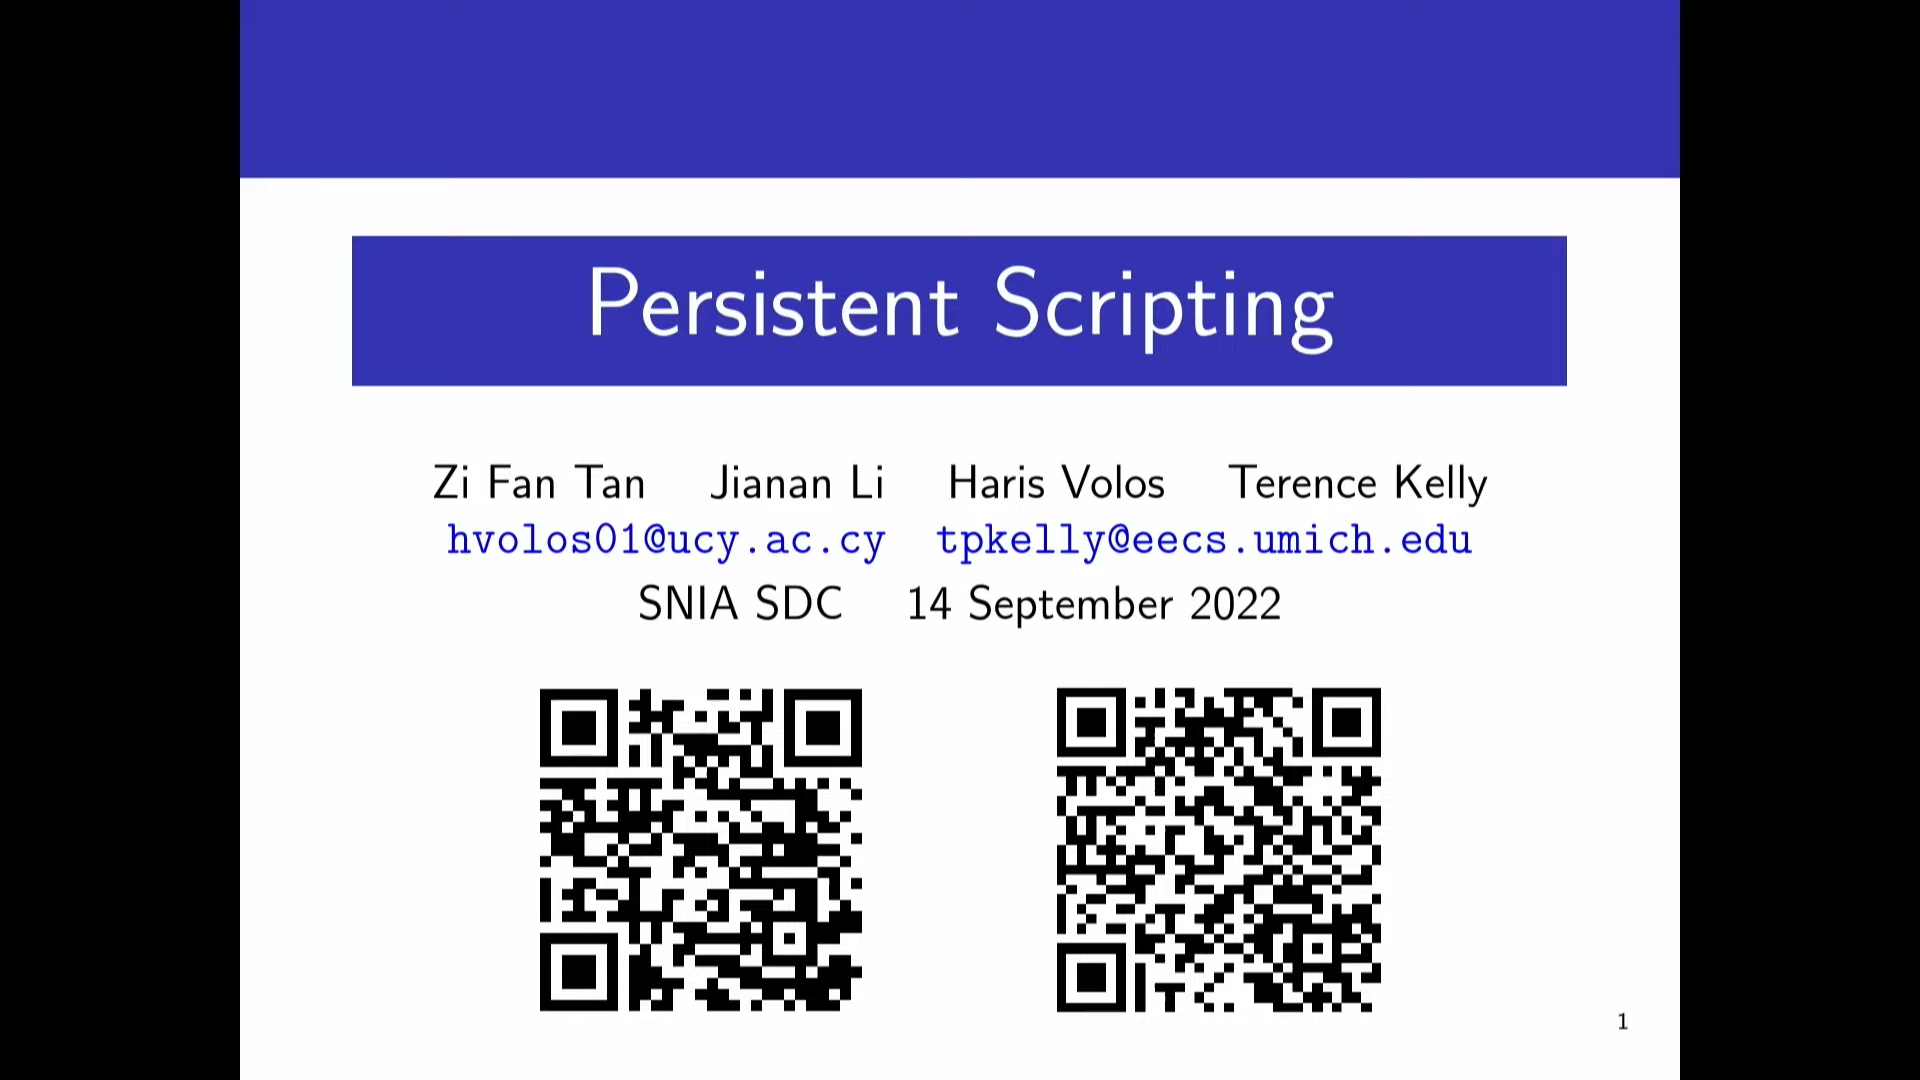 Persistent Scripting
Zi Fan Tan Jianan Li Haris Volos Terence Kelly
hvolos01@ucy.ac.cy tpkelly@eecs.umich.edu
SNIA SDC 14 September 2022
1